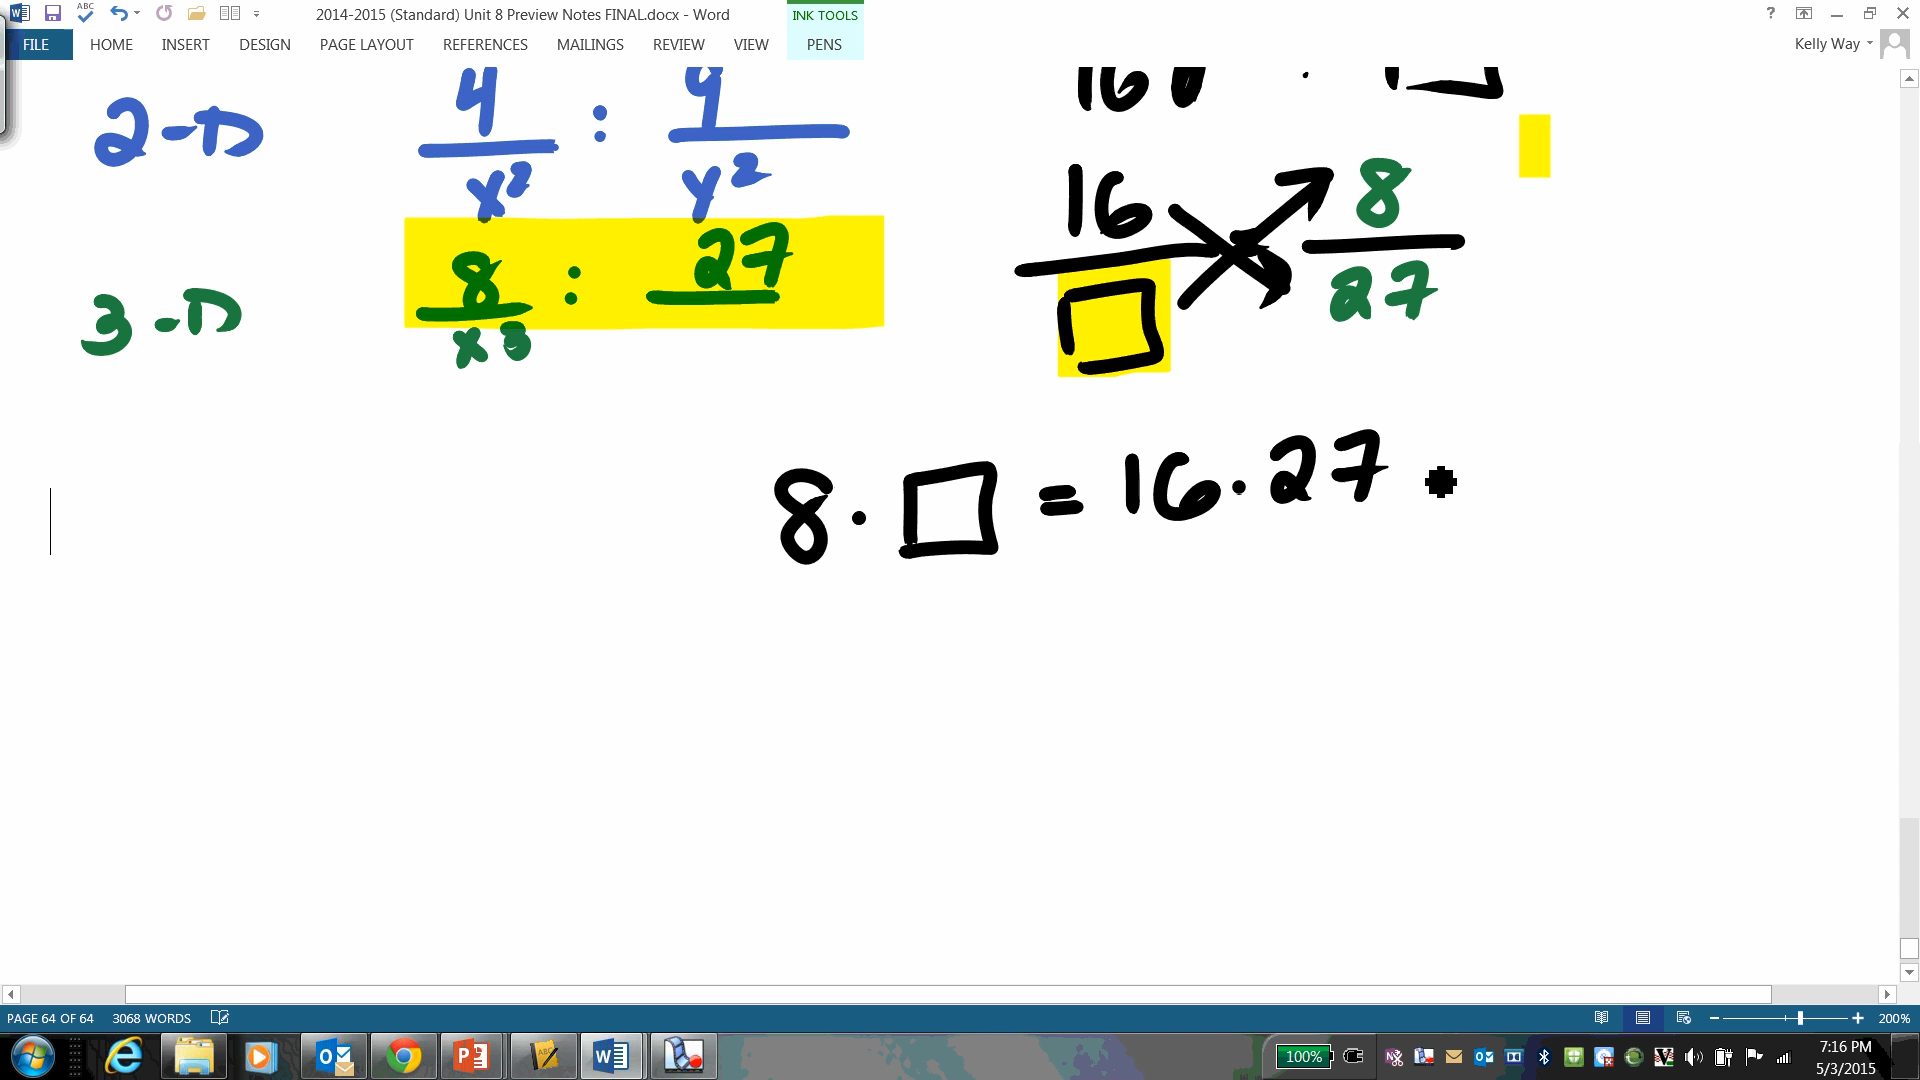 2014-2015 (Standard) Unit 8 Preview Notes FINAL.docx - Word
INK TOOLS
?
FILE HOME INSERT DESIGN PAGE LAYOUT REFERENCES MAILINGS REVIEW VIEW PENS
Kelly Way
2-D
4 : 9
x² y²
3-D
8 : 27
x³
16
16 8
27
8 · □ = 16 · 27
PAGE 64 OF 64 3068 WORDS
200%
100%
7:16 PM
5/3/2015